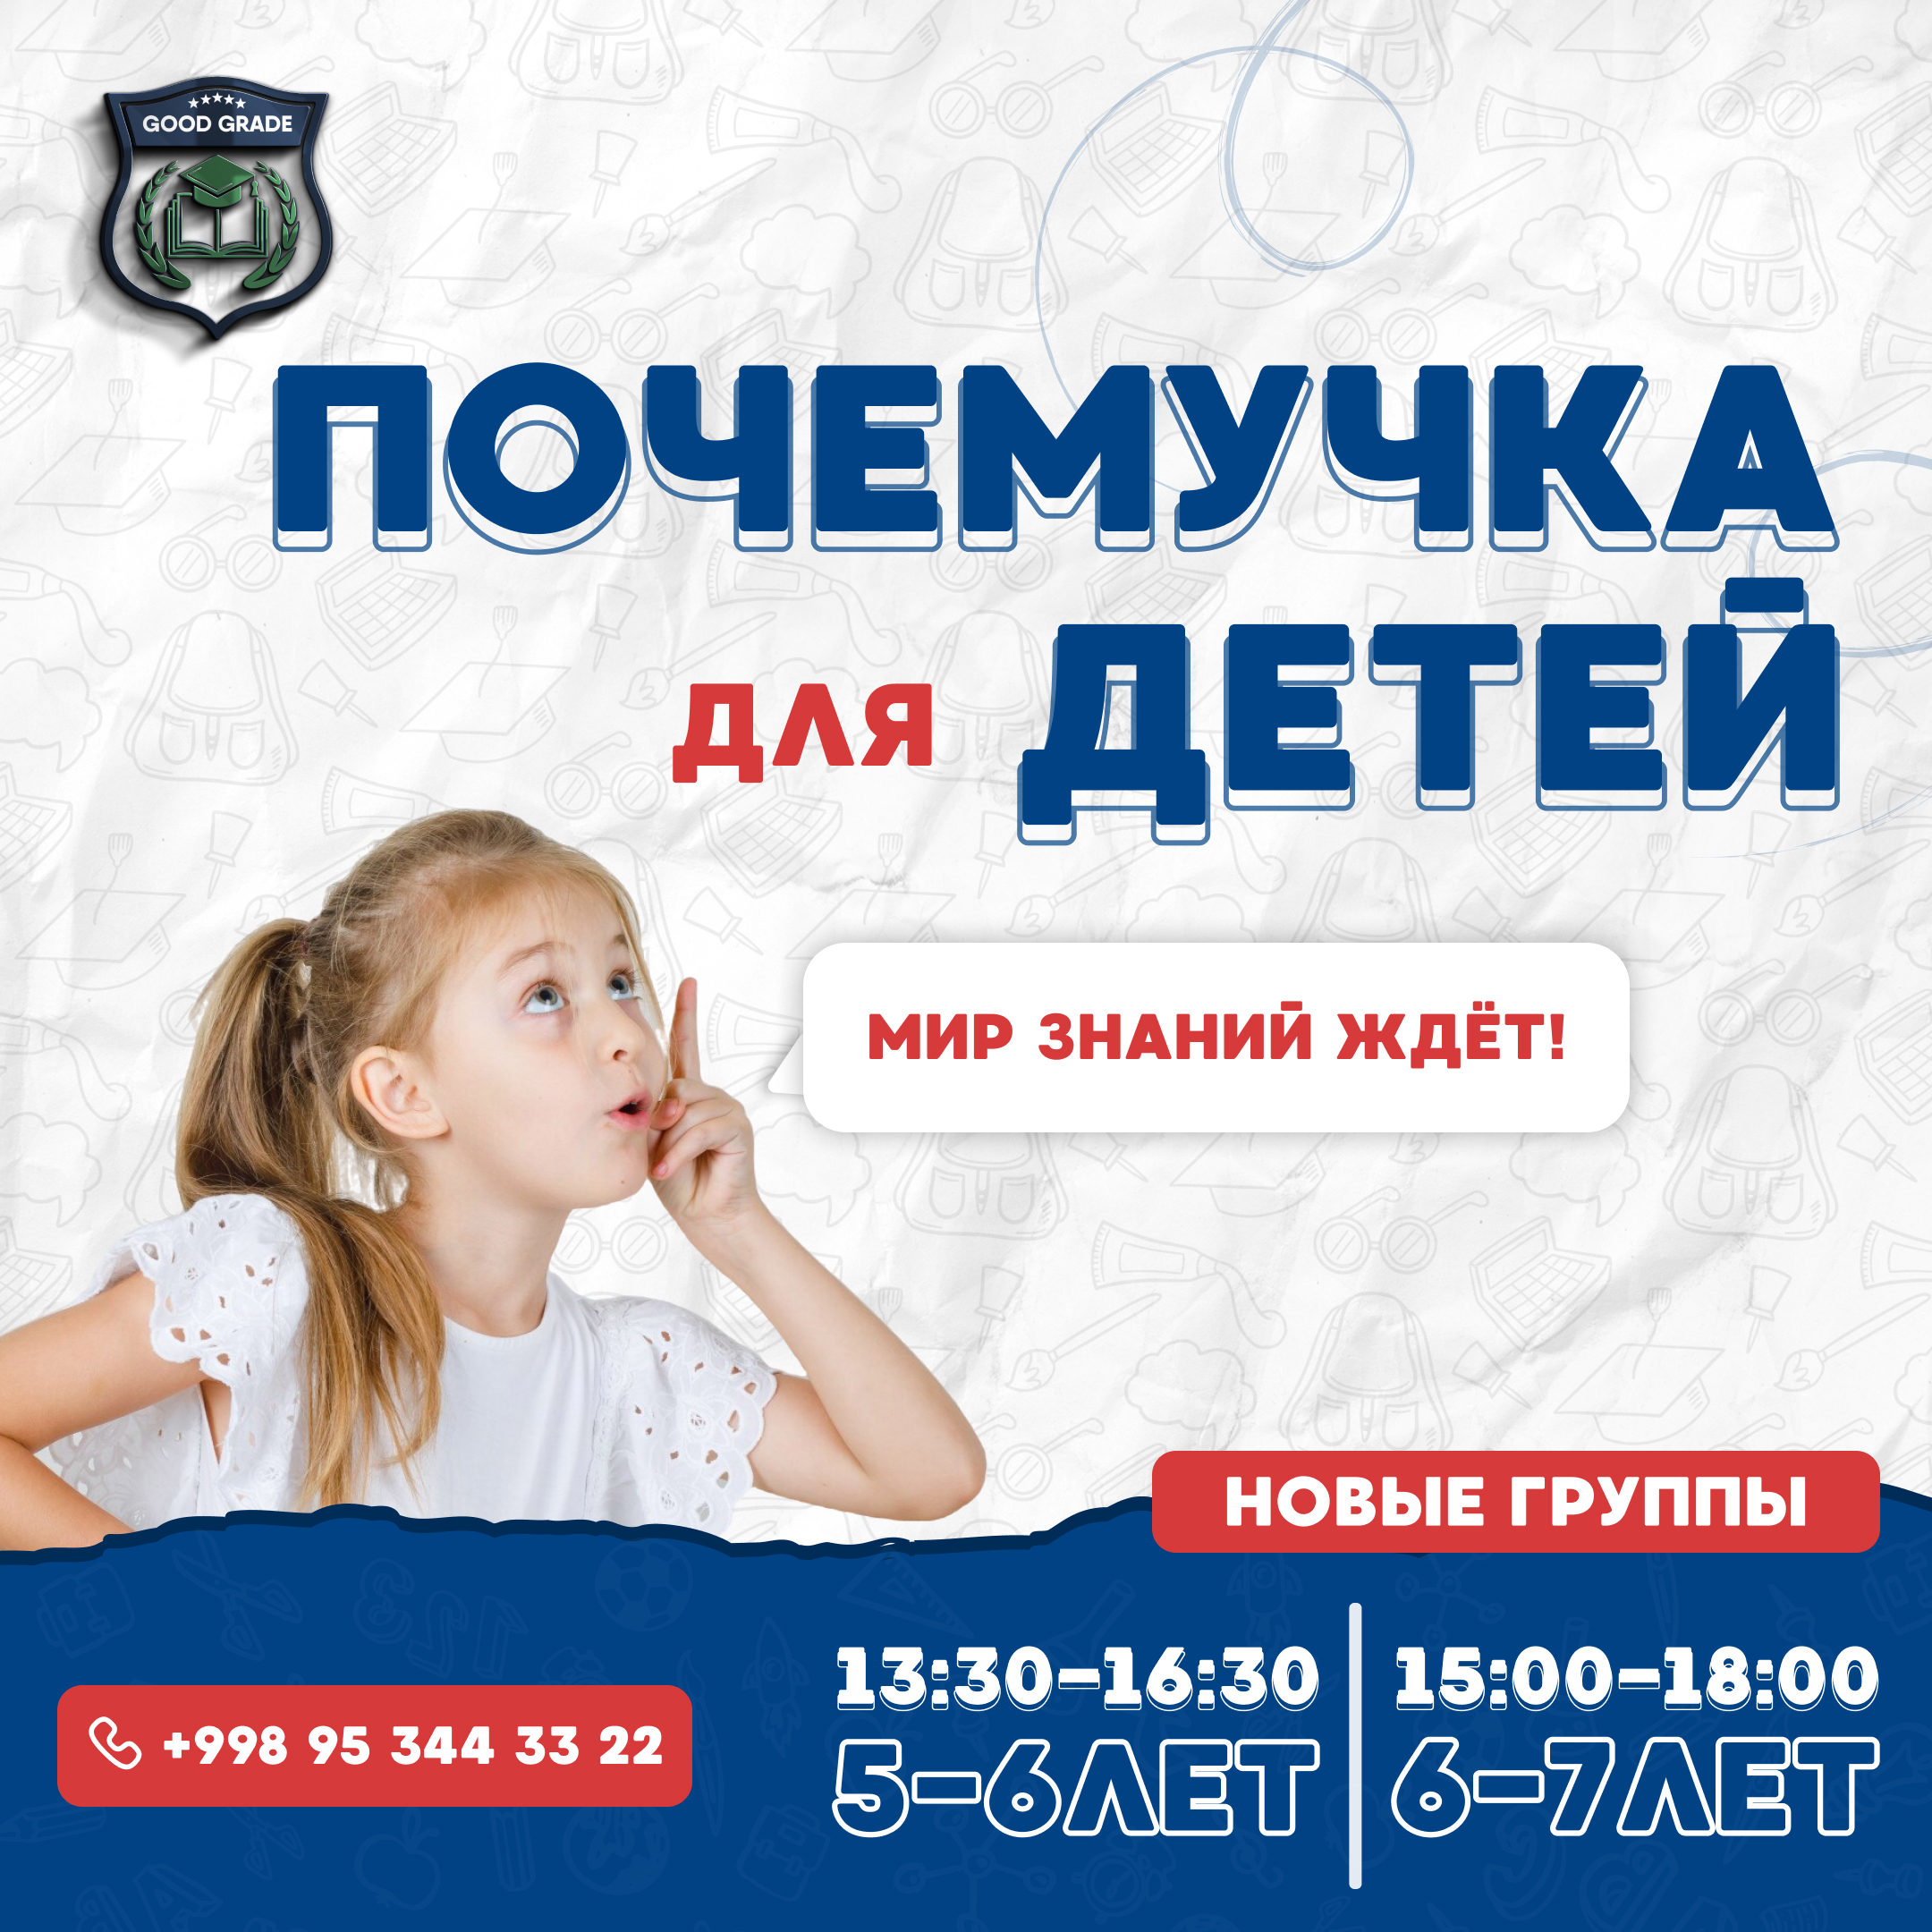 GOOD GRADE
ПОЧЕМУЧКА
ДЛЯ ДЕТЕЙ
МИР ЗНАНИЙ ЖДЁТ!
НОВЫЕ ГРУППЫ
13:30-16:30
5-6ЛЕТ
15:00-18:00
6-7ЛЕТ
+998 95 344 33 22